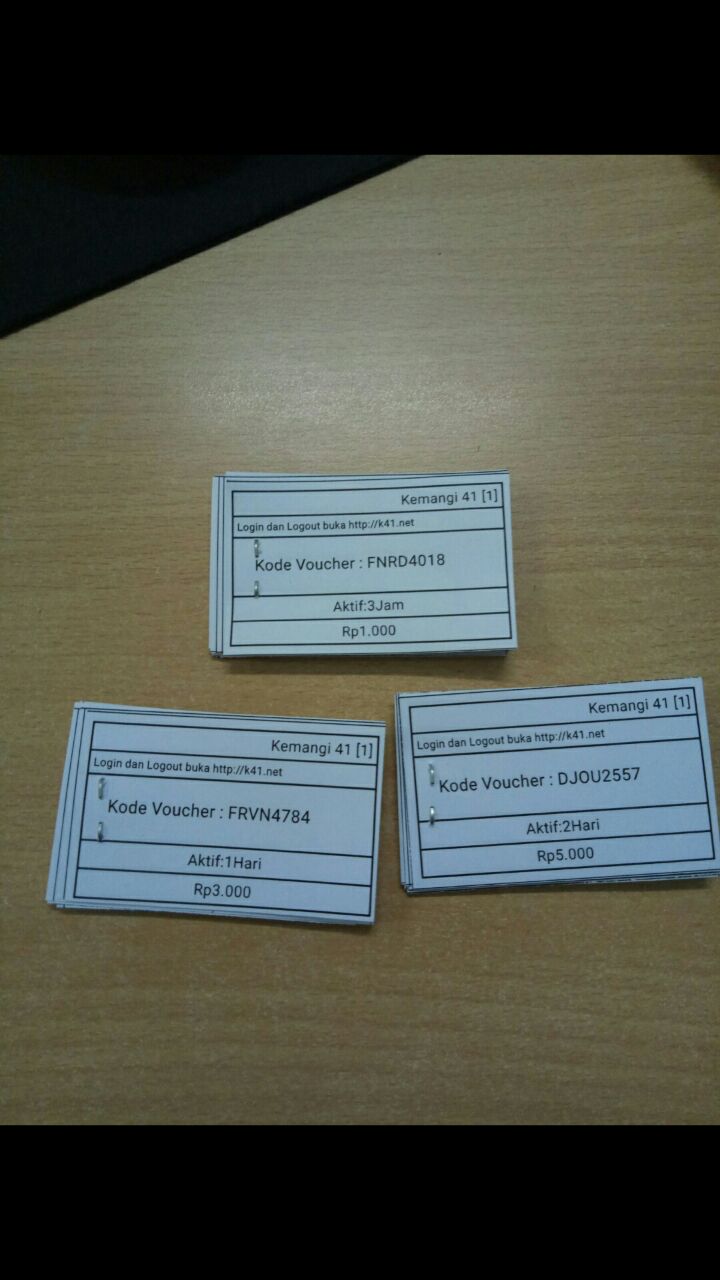 Kemangi 41 [1]
Login dan Logout buka http://k41.net
Kode Voucher : FNRD4018
Aktif:3Jam
Rp1.000
Kemangi 41 [1]
Login dan Logout buka http://k41.net
Kode Voucher : FRVN4784
Aktif:1Hari
Rp3.000
Kemangi 41 [1]
Login dan Logout buka http://k41.net
Kode Voucher : DJOU2557
Aktif:2Hari
Rp5.000